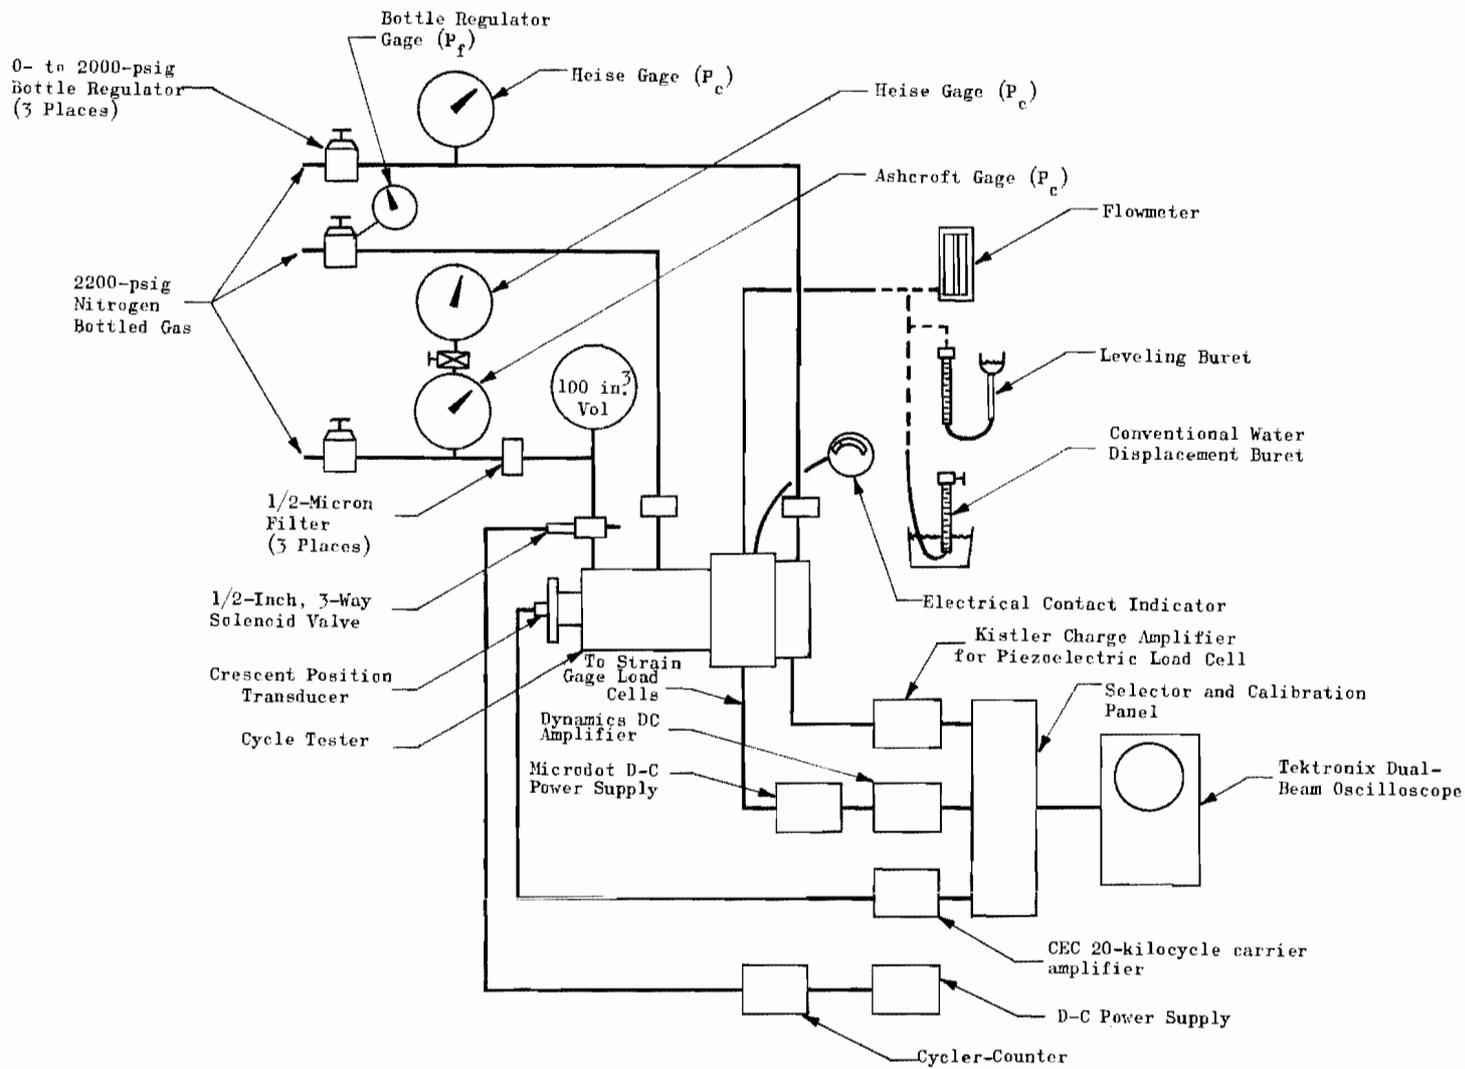 Bottle Regulator
Gage (P_f)
0- to 2000-psig
Bottle Regulator
(3 Places)
Heise Gage (P_c)
Heise Gage (P_c)
Ashcroft Gage (P_c)
Flowmeter
2200-psig
Nitrogen
Bottled Gas
Leveling Buret
100 in.³
Vol
Conventional Water
Displacement Buret
1/2-Micron
Filter
(3 Places)
1/2-Inch, 3-Way
Solenoid Valve
Electrical Contact Indicator
Kistler Charge Amplifier
for Piezoelectric Load Cell
To Strain
Gage Load
Cells
Crescent Position
Transducer
Selector and Calibration
Panel
Dynamics DC
Amplifier
Cycle Tester
Microdot D-C
Power Supply
Tektronix Dual-
Beam Oscilloscope
CEC 20-kilocycle carrier
amplifier
D-C Power Supply
Cycler-Counter